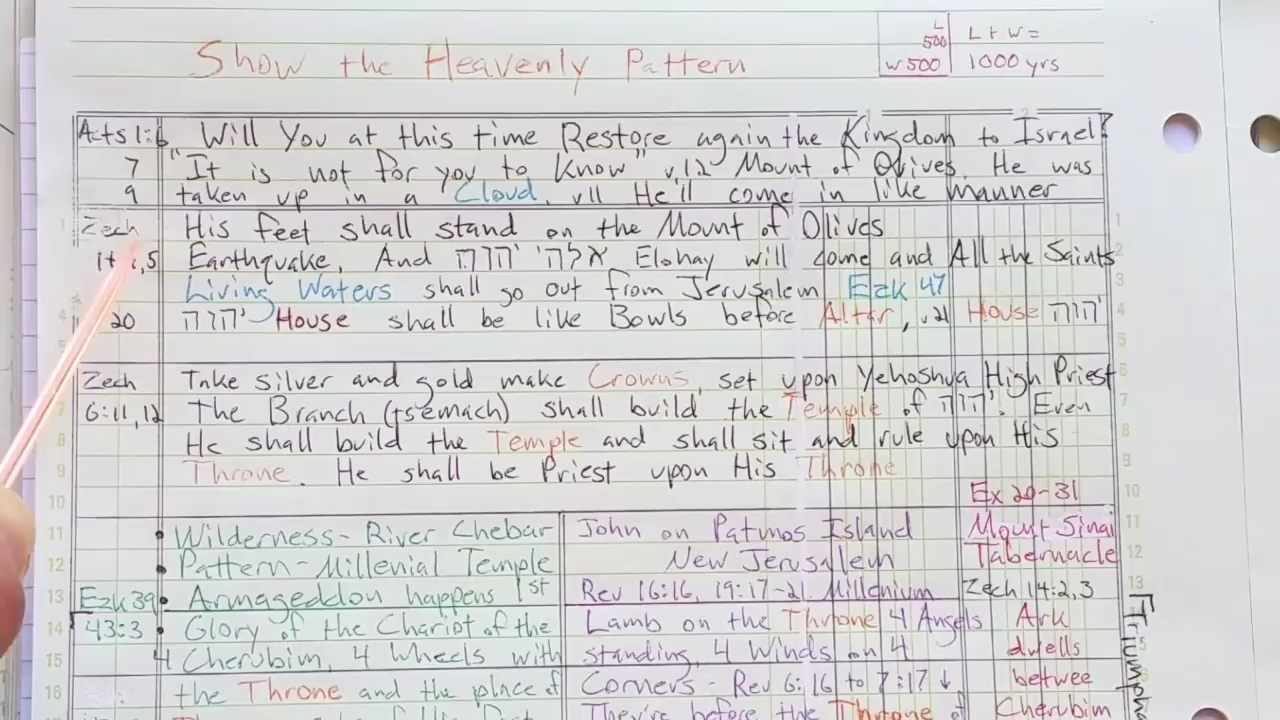 Show the Heavenly Pattern
L 500 L + W =
W 500 1000 yrs
Acts 1:6 "Will You at this time Restore again the Kingdom to Israel?
7 "It is not for you to know" v,12 Mount of Olives. He was
9 taken up in a Cloud, v11 He'll come in like manner
Zech His feet shall stand on the Mount of Olives
5 Earthquake, And יהוה אלהי Elohay will come and All the Saints
Living Waters shall go out from Jerusalem Ezk 47
20 יהוה House shall be like Bowls before Altar, v21 House יהוה
Zech Take silver and gold make Crowns, set upon Yehoshya High Priest
6:11,12 The Branch (tsemach) shall build the Temple of יהוה. Even
He shall build the Temple and shall sit and rule upon His
Throne. He shall be Priest upon His Throne
Ex 20-31
• Wilderness - River Chebar John on Patmos Island Mount Sinai
• Pattern - Millenial Temple New Jerusalem Tabernacle
Ezk 39 • Armageddon happens 1st Rev 16:16, 19:17-21 Millenium Zech 14:2,3
43:3 • Glory of the Chariot of the Lamb on the Throne 4 Angels Ark
4 Cherubim, 4 Wheels with standing, 4 Winds on 4 dwells
the Throne and the place of Corners - Rev 6:16 to 7:17 ↓ betwee
They're before the Throne of Cherubim